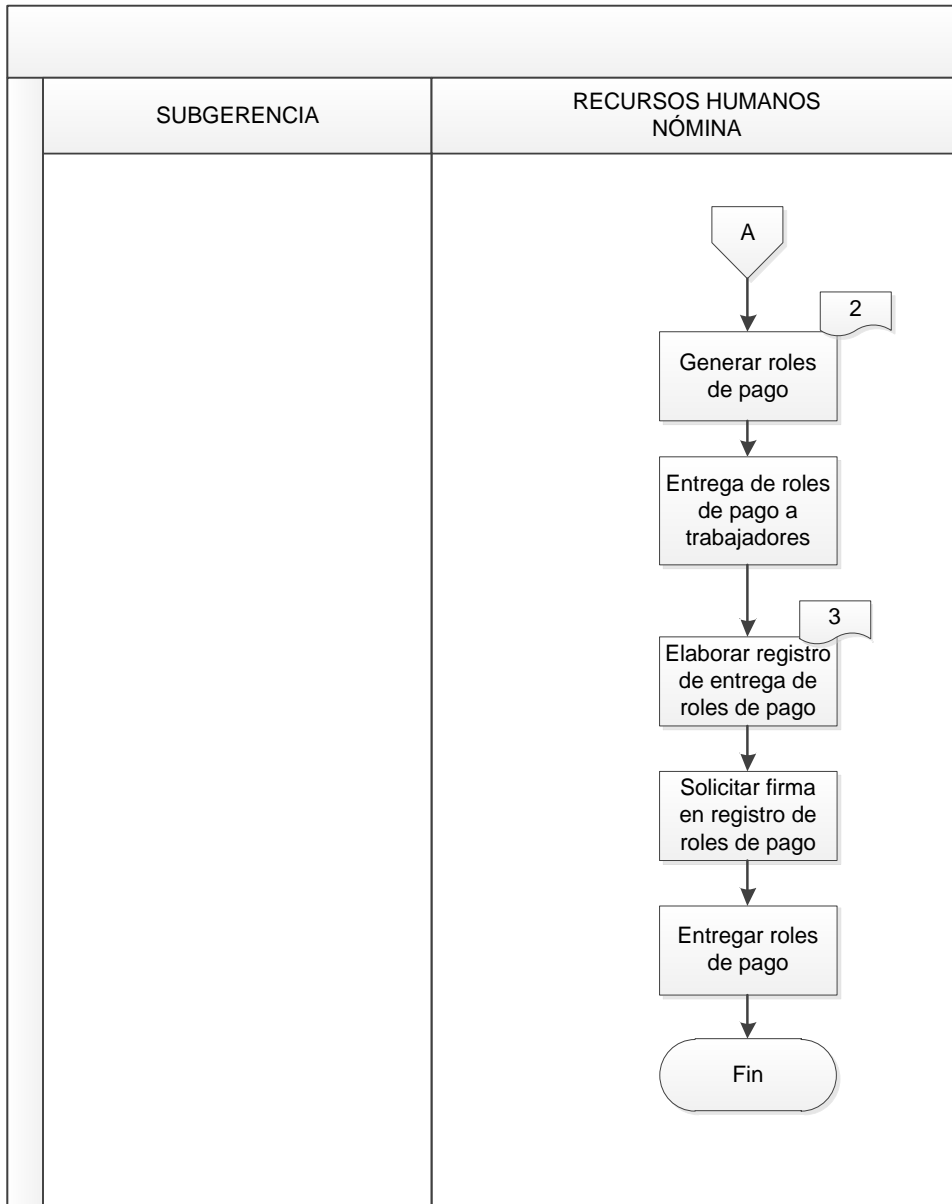 SUBGERENCIA
RECURSOS HUMANOS
NÓMINA
A
2
Generar roles
de pago
Entrega de roles
de pago a
trabajadores
3
Elaborar registro
de entrega de
roles de pago
Solicitar firma
en registro de
roles de pago
Entregar roles
de pago
Fin